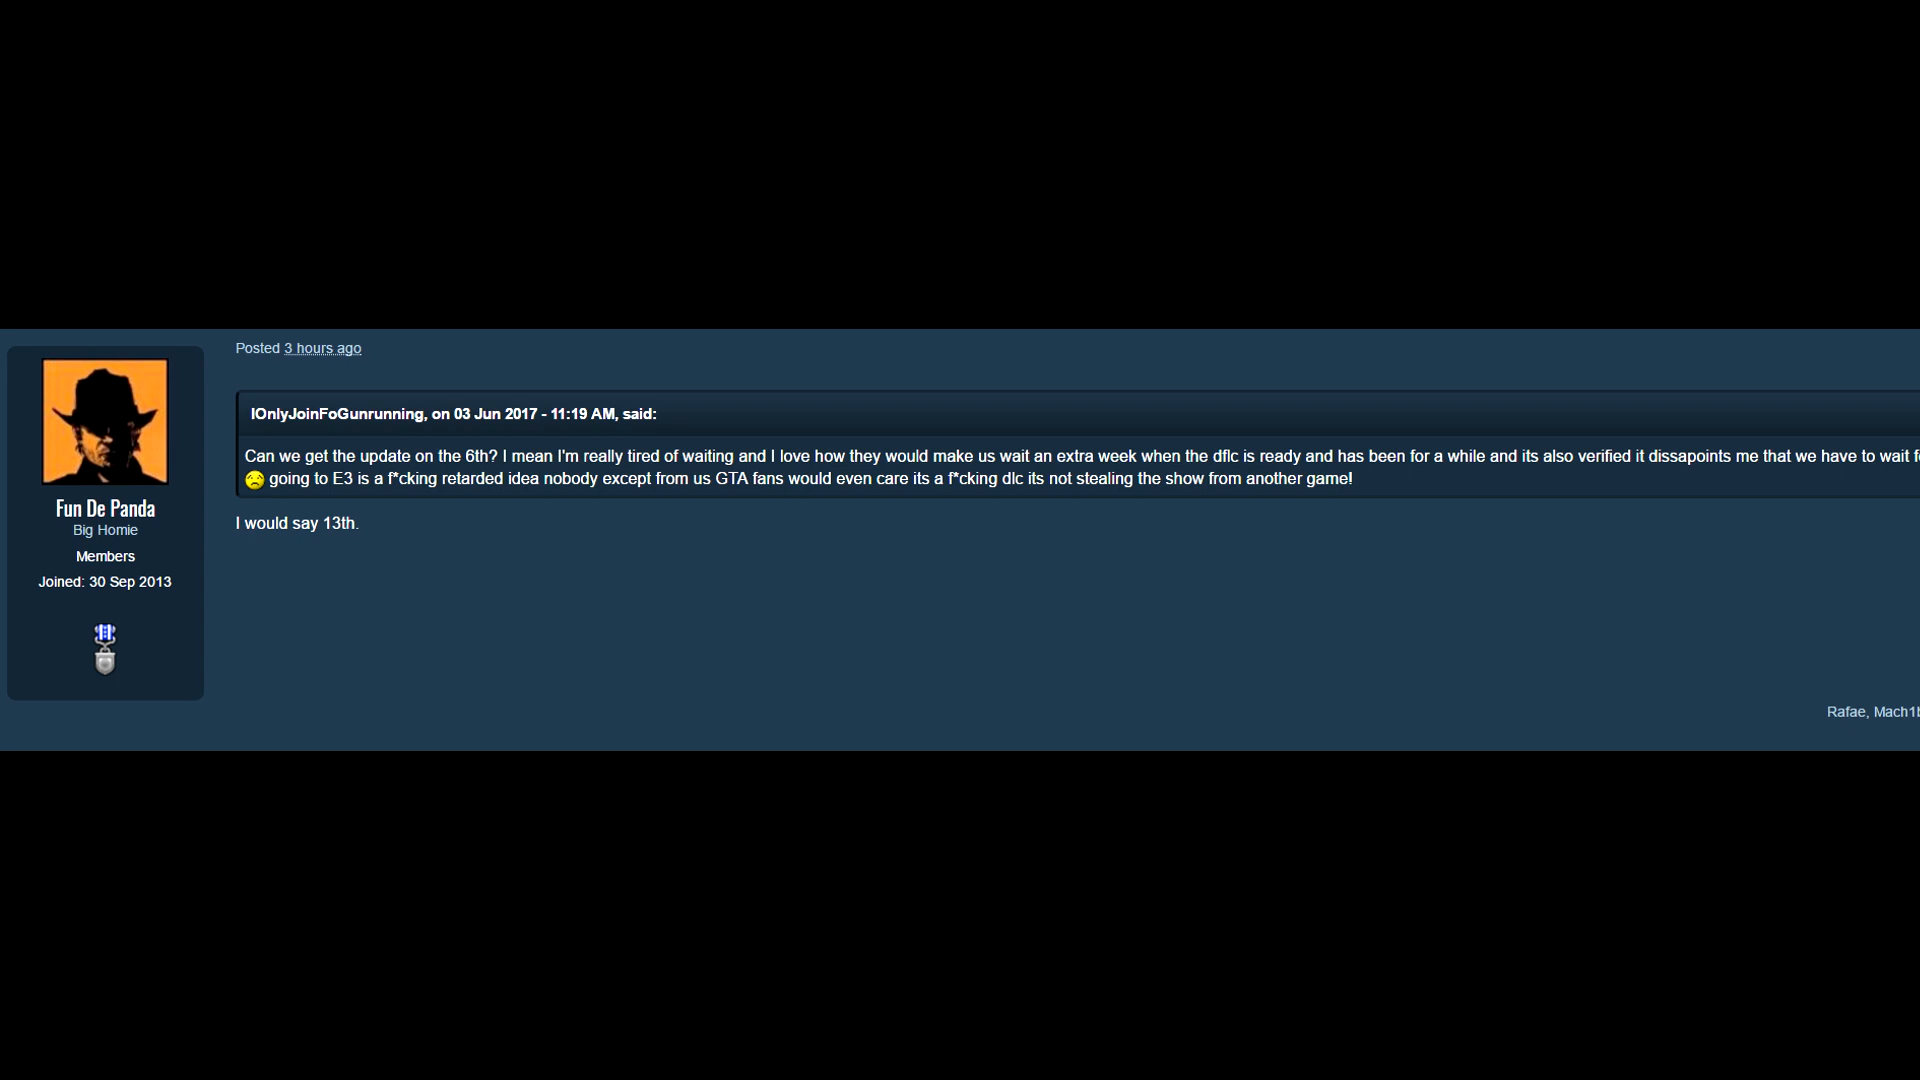 Posted 3 hours ago
IOnlyJoinFoGunrunning, on 03 Jun 2017 - 11:19 AM, said:
Can we get the update on the 6th? I mean I'm really tired of waiting and I love how they would make us wait an extra week when the dflc is ready and has been for a while and its also verified it dissapoints me that we have to wait
going to E3 is a f*cking retarded idea nobody except from us GTA fans would even care its a f*cking dlc its not stealing the show from another game!
I would say 13th.
Fun De Panda
Big Homie
Members
Joined: 30 Sep 2013
Rafae,